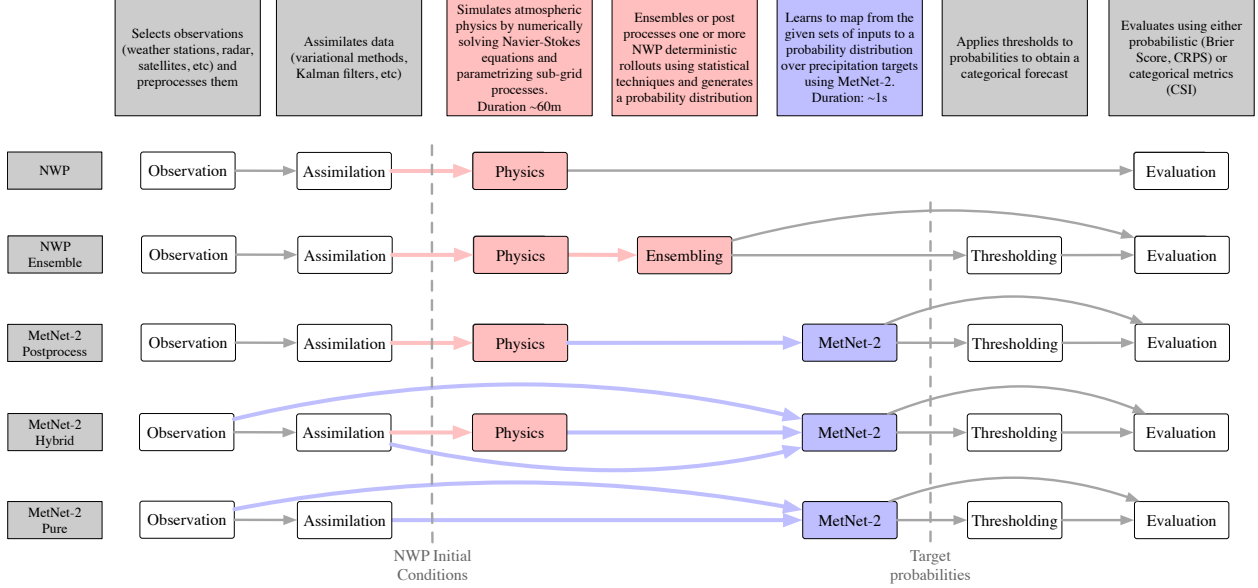 Selects observations
(weather stations, radar,
satellites, etc) and
preprocesses them
Assimilates data
(variational methods,
Kalman filters, etc)
Simulates atmospheric
physics by numerically
solving Navier-Stokes
equations and
parametrizing sub-grid
processes.
Duration ~60m
Ensembles or post
processes one or more
NWP deterministic
rollouts using statistical
techniques and generates
a probability distribution
Learns to map from the
given sets of inputs to a
probability distribution
over precipitation targets
using MetNet-2.
Duration: ~1s
Applies thresholds to
probabilities to obtain a
categorical forecast
Evaluates using either
probabilistic (Brier
Score, CRPS) or
categorical metrics
(CSI)
NWP
Observation
Assimilation
Physics
Evaluation
NWP
Ensemble
Observation
Assimilation
Physics
Ensembling
Thresholding
Evaluation
MetNet-2
Postprocess
Observation
Assimilation
Physics
MetNet-2
Thresholding
Evaluation
MetNet-2
Hybrid
Observation
Assimilation
Physics
MetNet-2
Thresholding
Evaluation
MetNet-2
Pure
Observation
Assimilation
MetNet-2
Thresholding
Evaluation
NWP Initial
Conditions
Target
probabilities